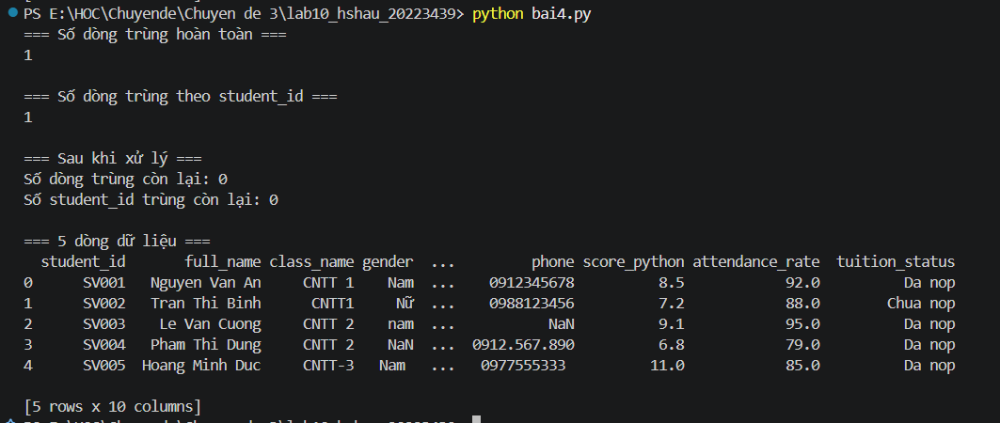 PS E:\HOC\Chuyende\Chuyen de 3\lab10_hshau_20223439> python bai4.py
=== Số dòng trùng hoàn toàn ===
1
=== Số dòng trùng theo student_id ===
1
=== Sau khi xử lý ===
Số dòng trùng còn lại: 0
Số student_id trùng còn lại: 0
=== 5 dòng dữ liệu ===
student_id full_name class_name gender ... phone score_python attendance_rate tuition_status
0 SV001 Nguyen Van An CNTT 1 Nam ... 0912345678 8.5 92.0 Da nop
1 SV002 Tran Thi Binh CNTT1 Nữ ... 0988123456 7.2 88.0 Chua nop
2 SV003 Le Van Cuong CNTT 2 nam ... NaN 9.1 95.0 Da nop
3 SV004 Pham Thi Dung CNTT 2 NaN ... 0912.567.890 6.8 79.0 Da nop
4 SV005 Hoang Minh Duc CNTT-3 Nam ... 0977555333 11.0 85.0 Da nop
[5 rows x 10 columns]